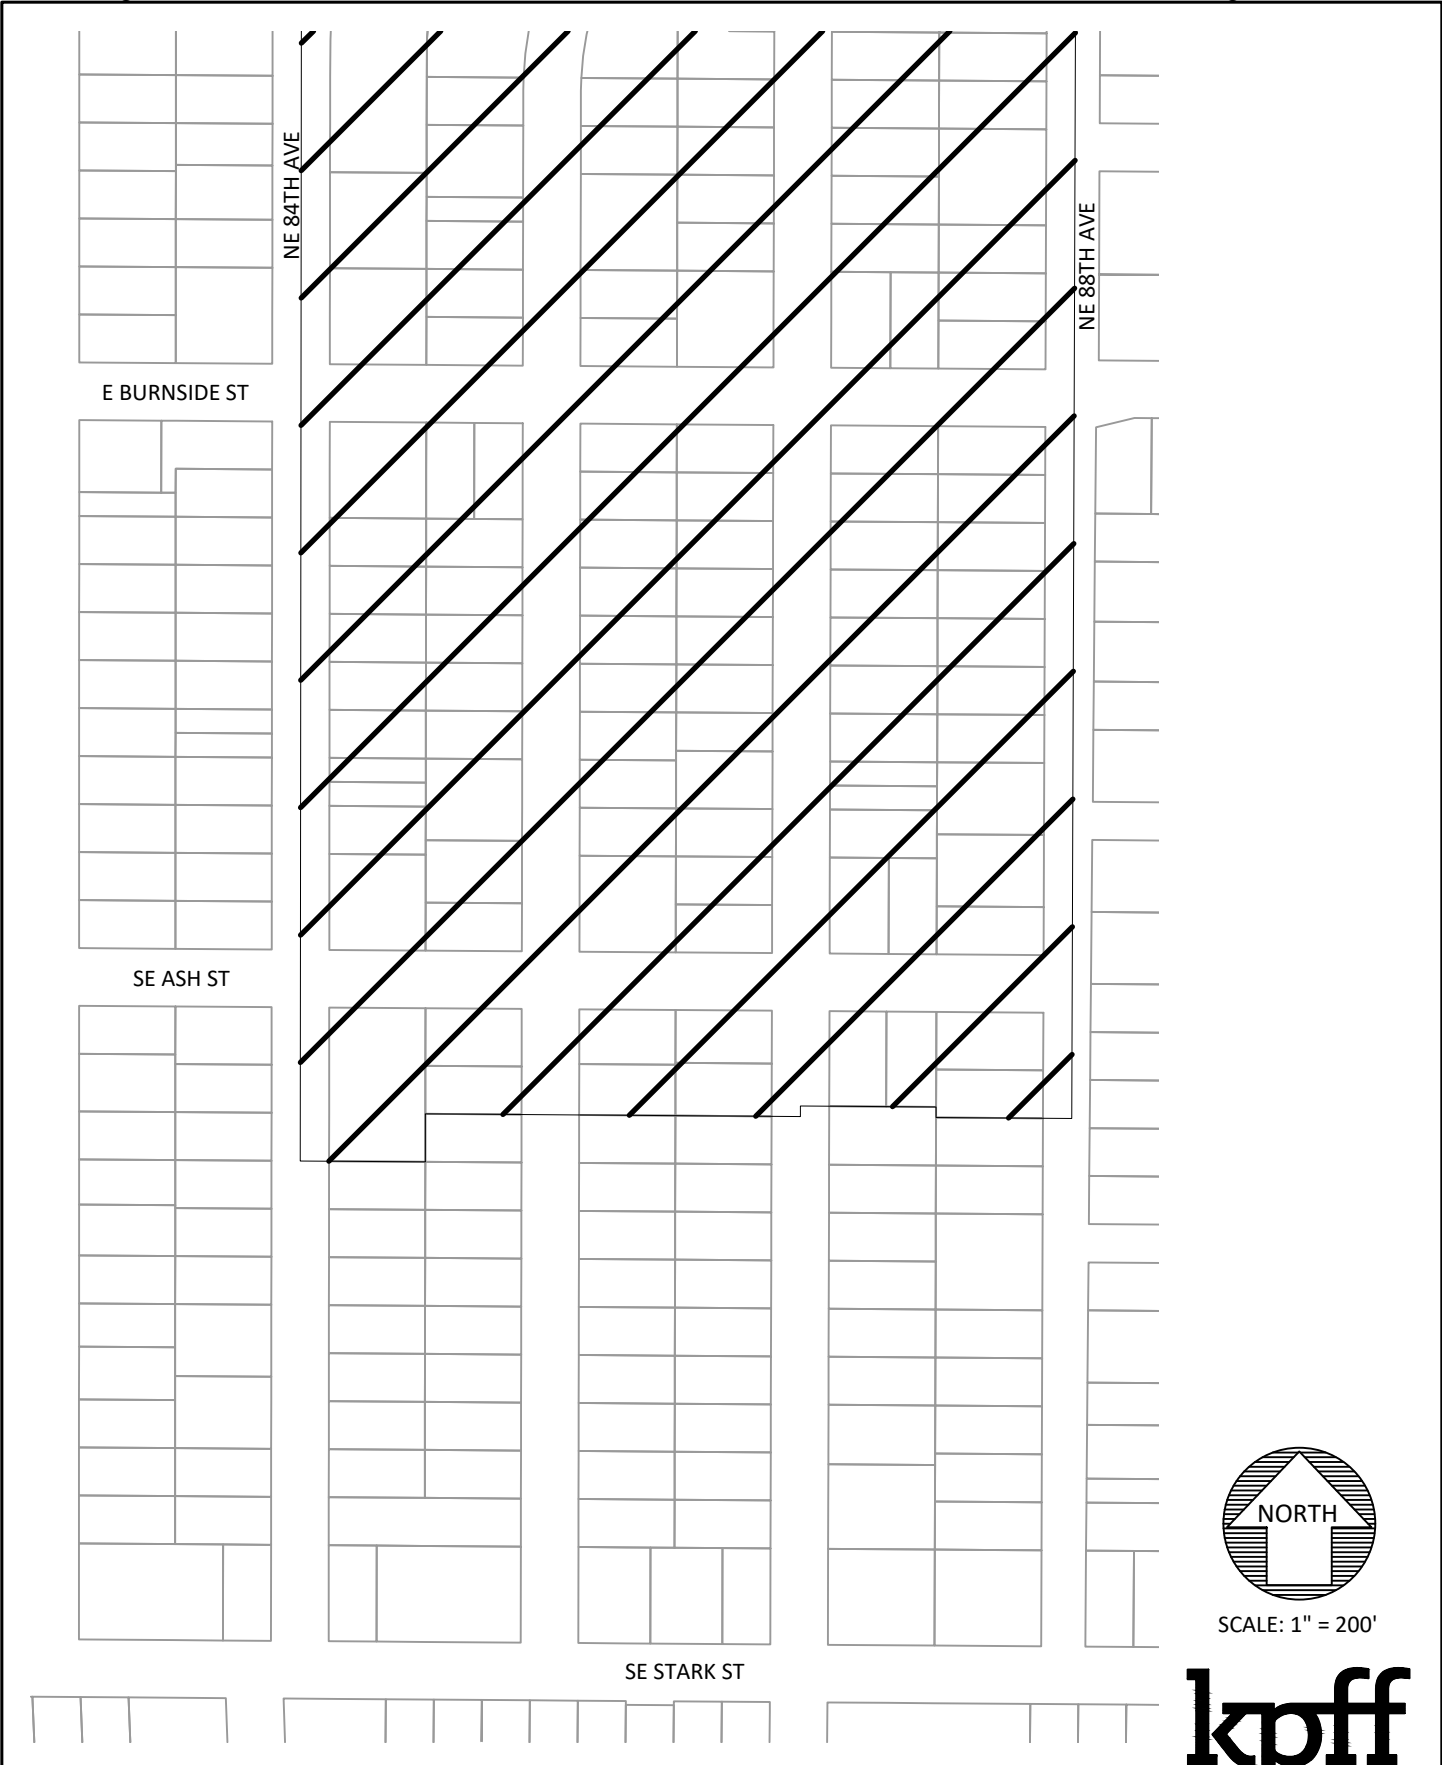 NE 84TH AVE
NE 88TH AVE
E BURNSIDE ST
SE ASH ST
NORTH
SCALE: 1" = 200'
SE STARK ST
kpff